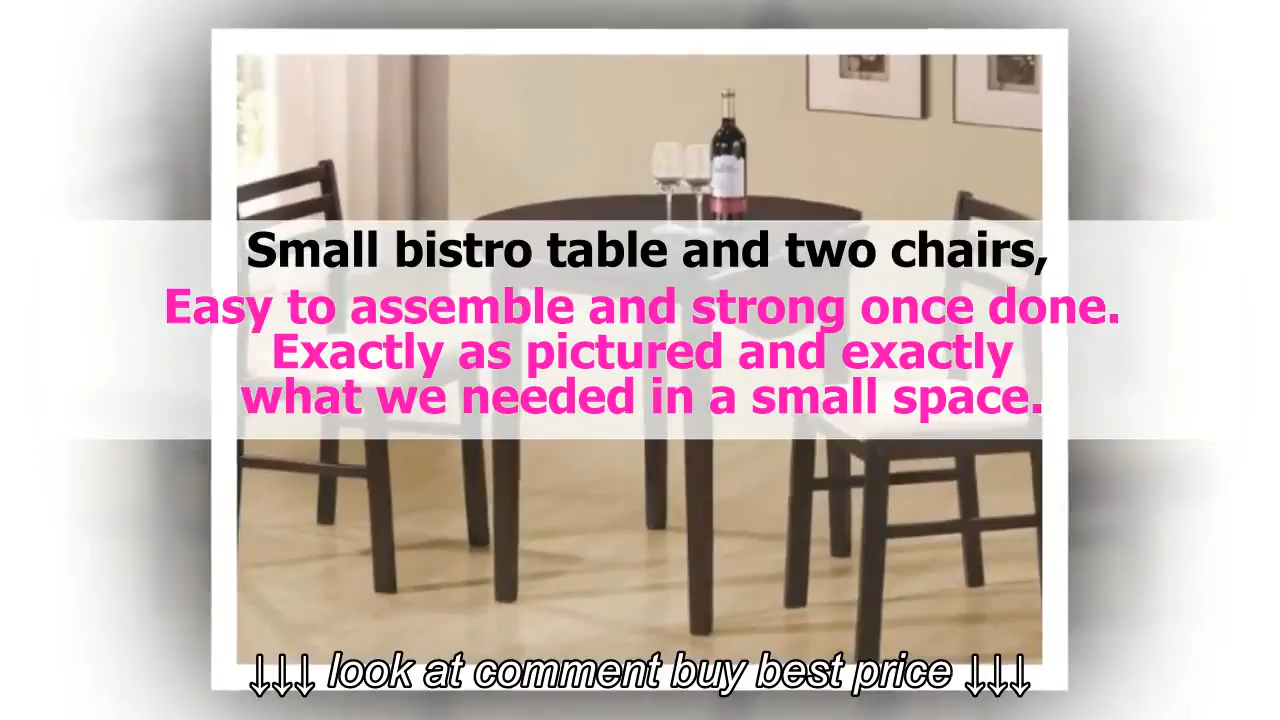 Small bistro table and two chairs,
Easy to assemble and strong once done.
Exactly as pictured and exactly
what we needed in a small space.
↓↓↓ look at comment buy best price ↓↓↓